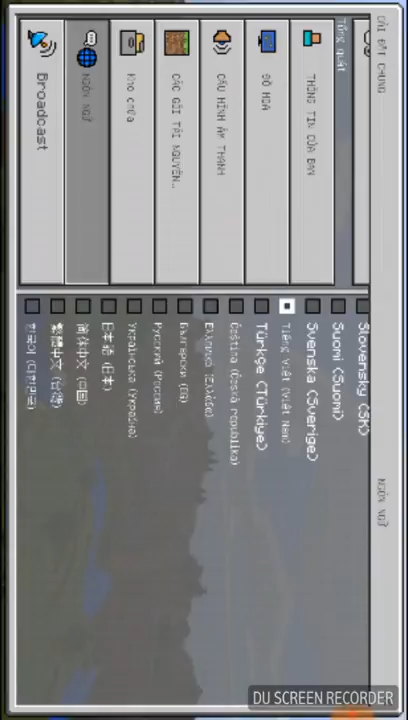 CÀI ĐẶT CHUNG
Tổng quát
THÔNG TIN CỦA BẠN
ĐỒ HỌA
CẤU HÌNH ÂM THANH
CÁC GÓI TÀI NGUYÊN..
Kho chứa
NGÔN NGỮ
Broadcast
NGÔN NGỮ
Slovensky (SK)
Suomi (Suomi)
Svenska (Sverige)
Tiếng Việt (Việt Nam)
Türkçe (Türkiye)
Čeština (Česká republika)
Ελληνικά (Ελλάδα)
Български (BG)
Русский (Россия)
Українська (Україна)
日本語 (日本)
简体中文 (中国)
繁體中文 (台灣)
한국어 (대한민국)
DU SCREEN RECORDER